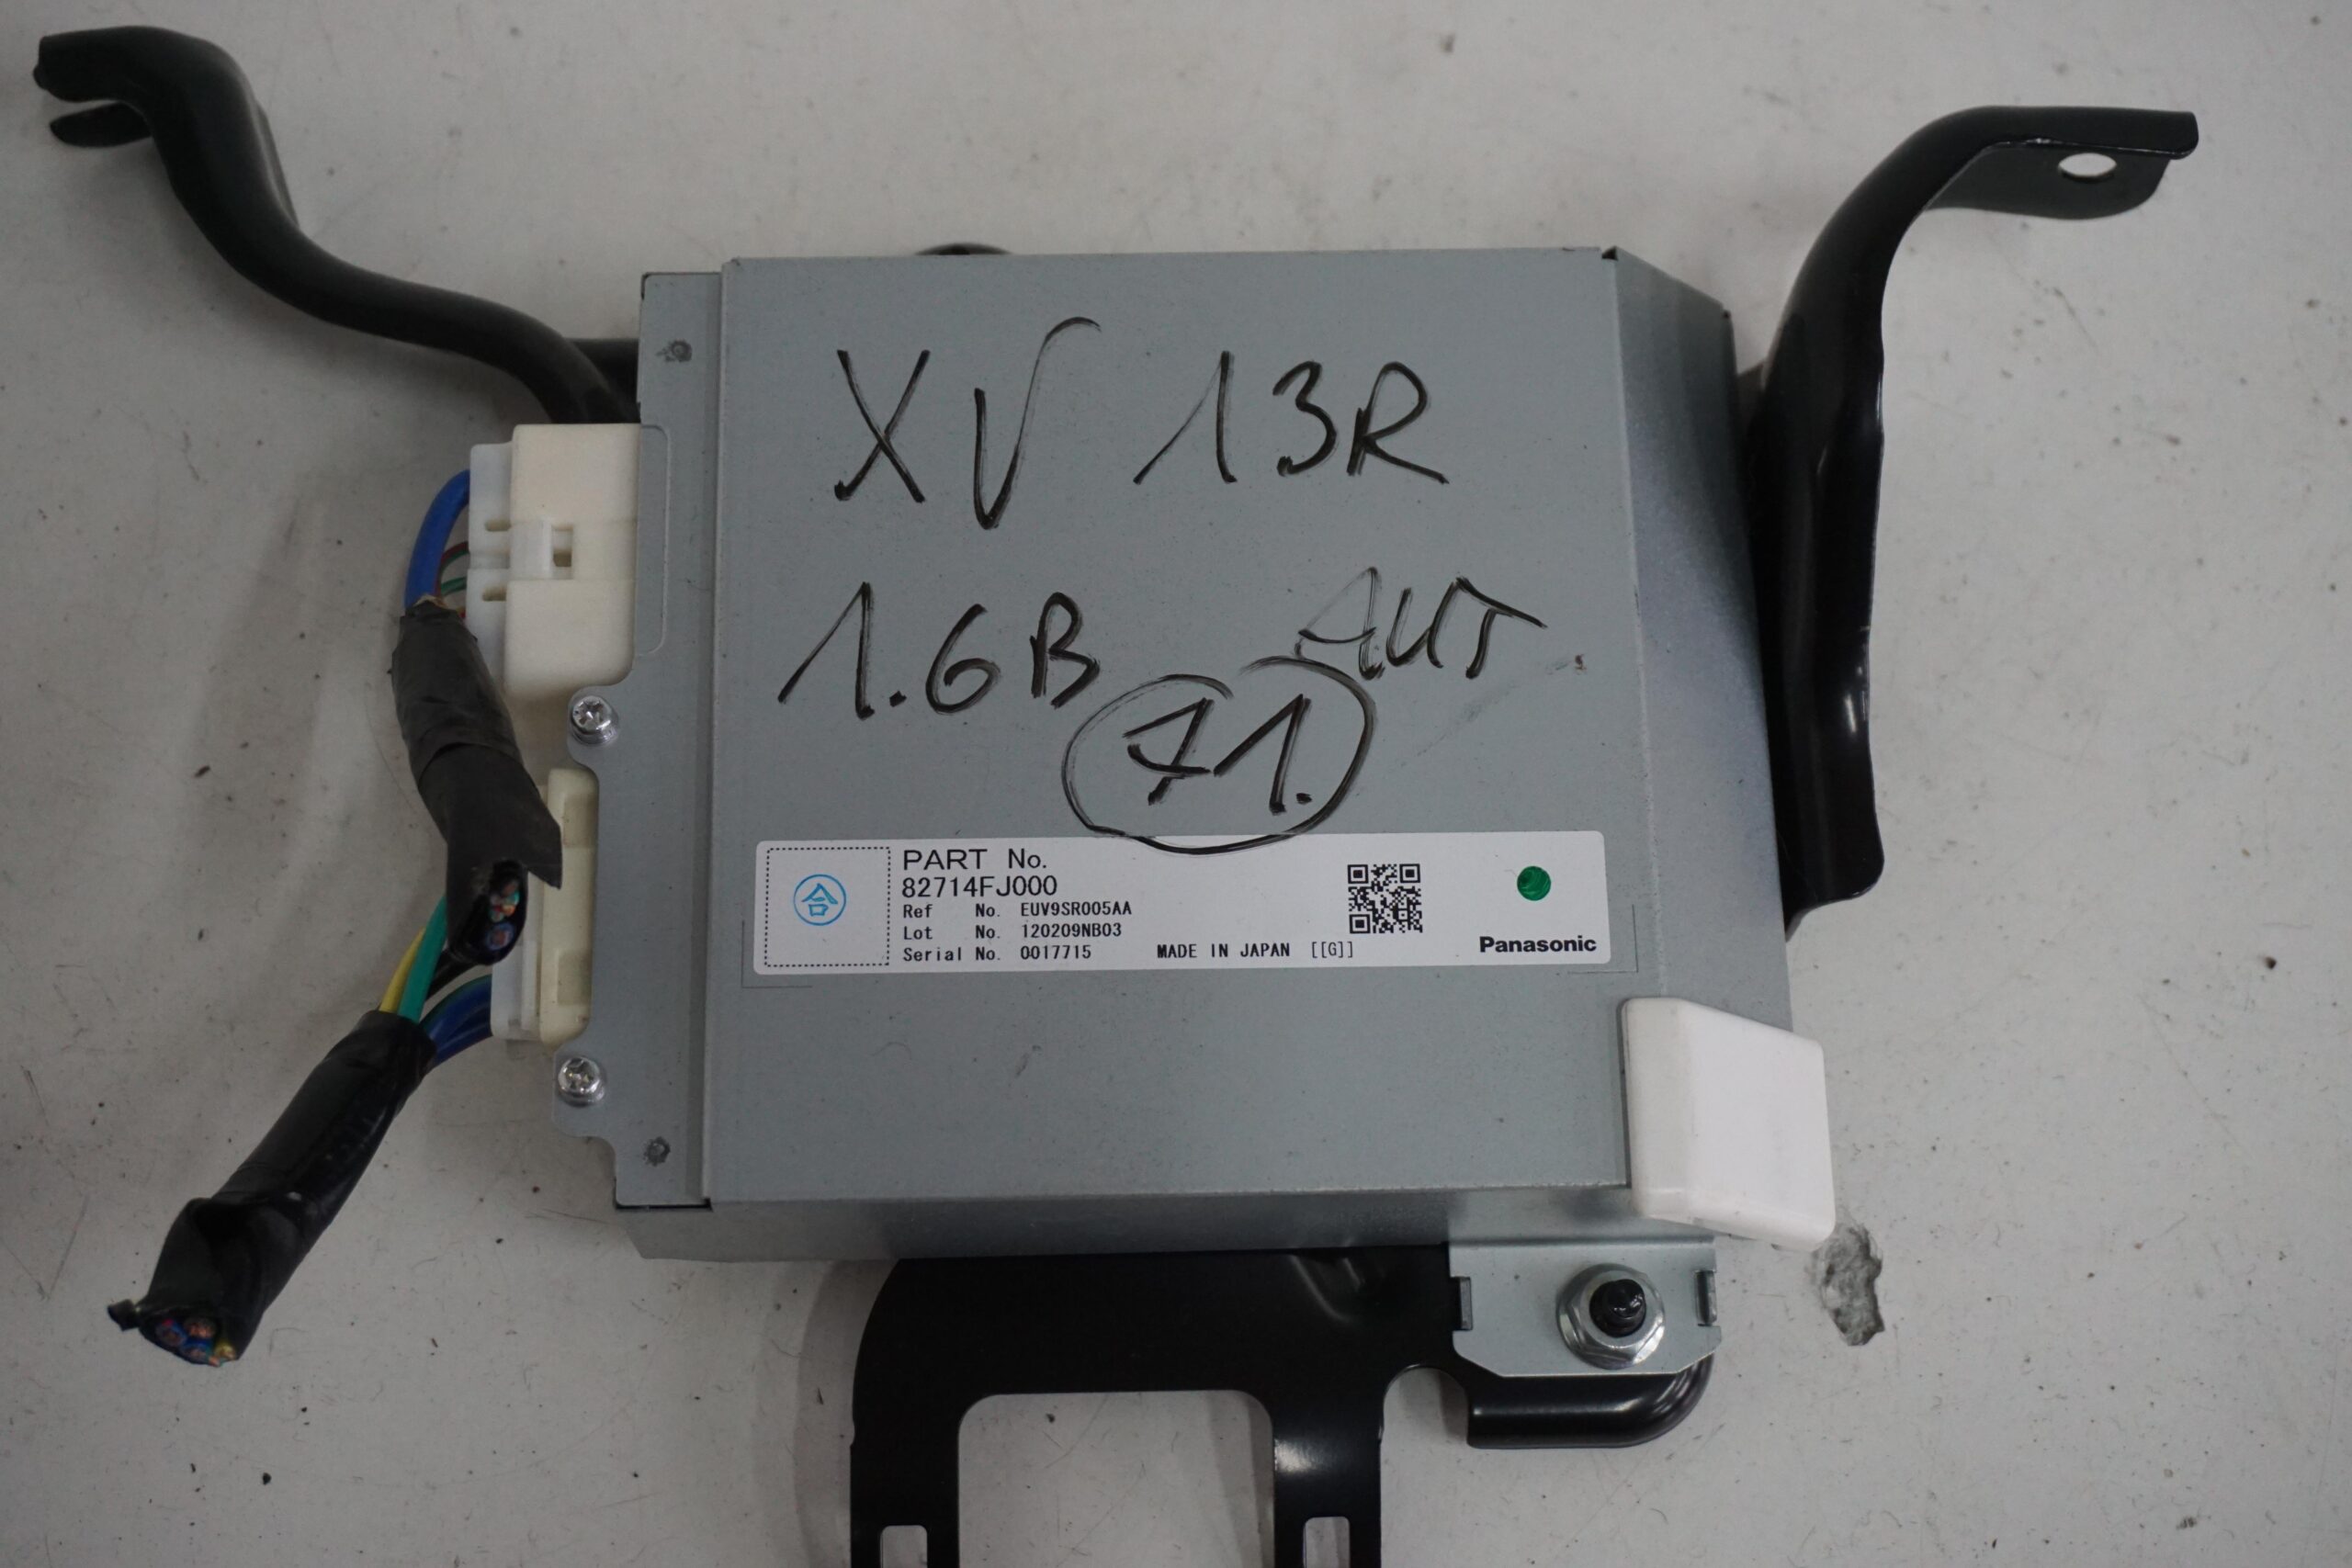 XV 13R
1.6B AUT
71.
合
PART No.
82714FJ000
Ref No. EUV9SR005AA
Lot No. 120209NB03
Serial No. 0017715 MADE IN JAPAN [[G]]
Panasonic